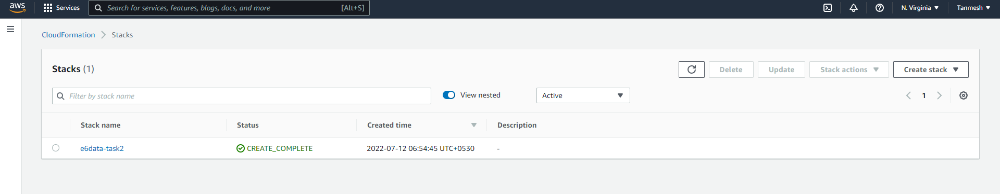 aws Services Search for services, features, blogs, docs, and more [Alt+S] N. Virginia Tanmesh
CloudFormation Stacks
Stacks (1) Delete Update Stack actions Create stack
Filter by stack name View nested Active 1
Stack name Status Created time Description
e6data-task2 CREATE_COMPLETE 2022-07-12 06:54:45 UTC+0530 -